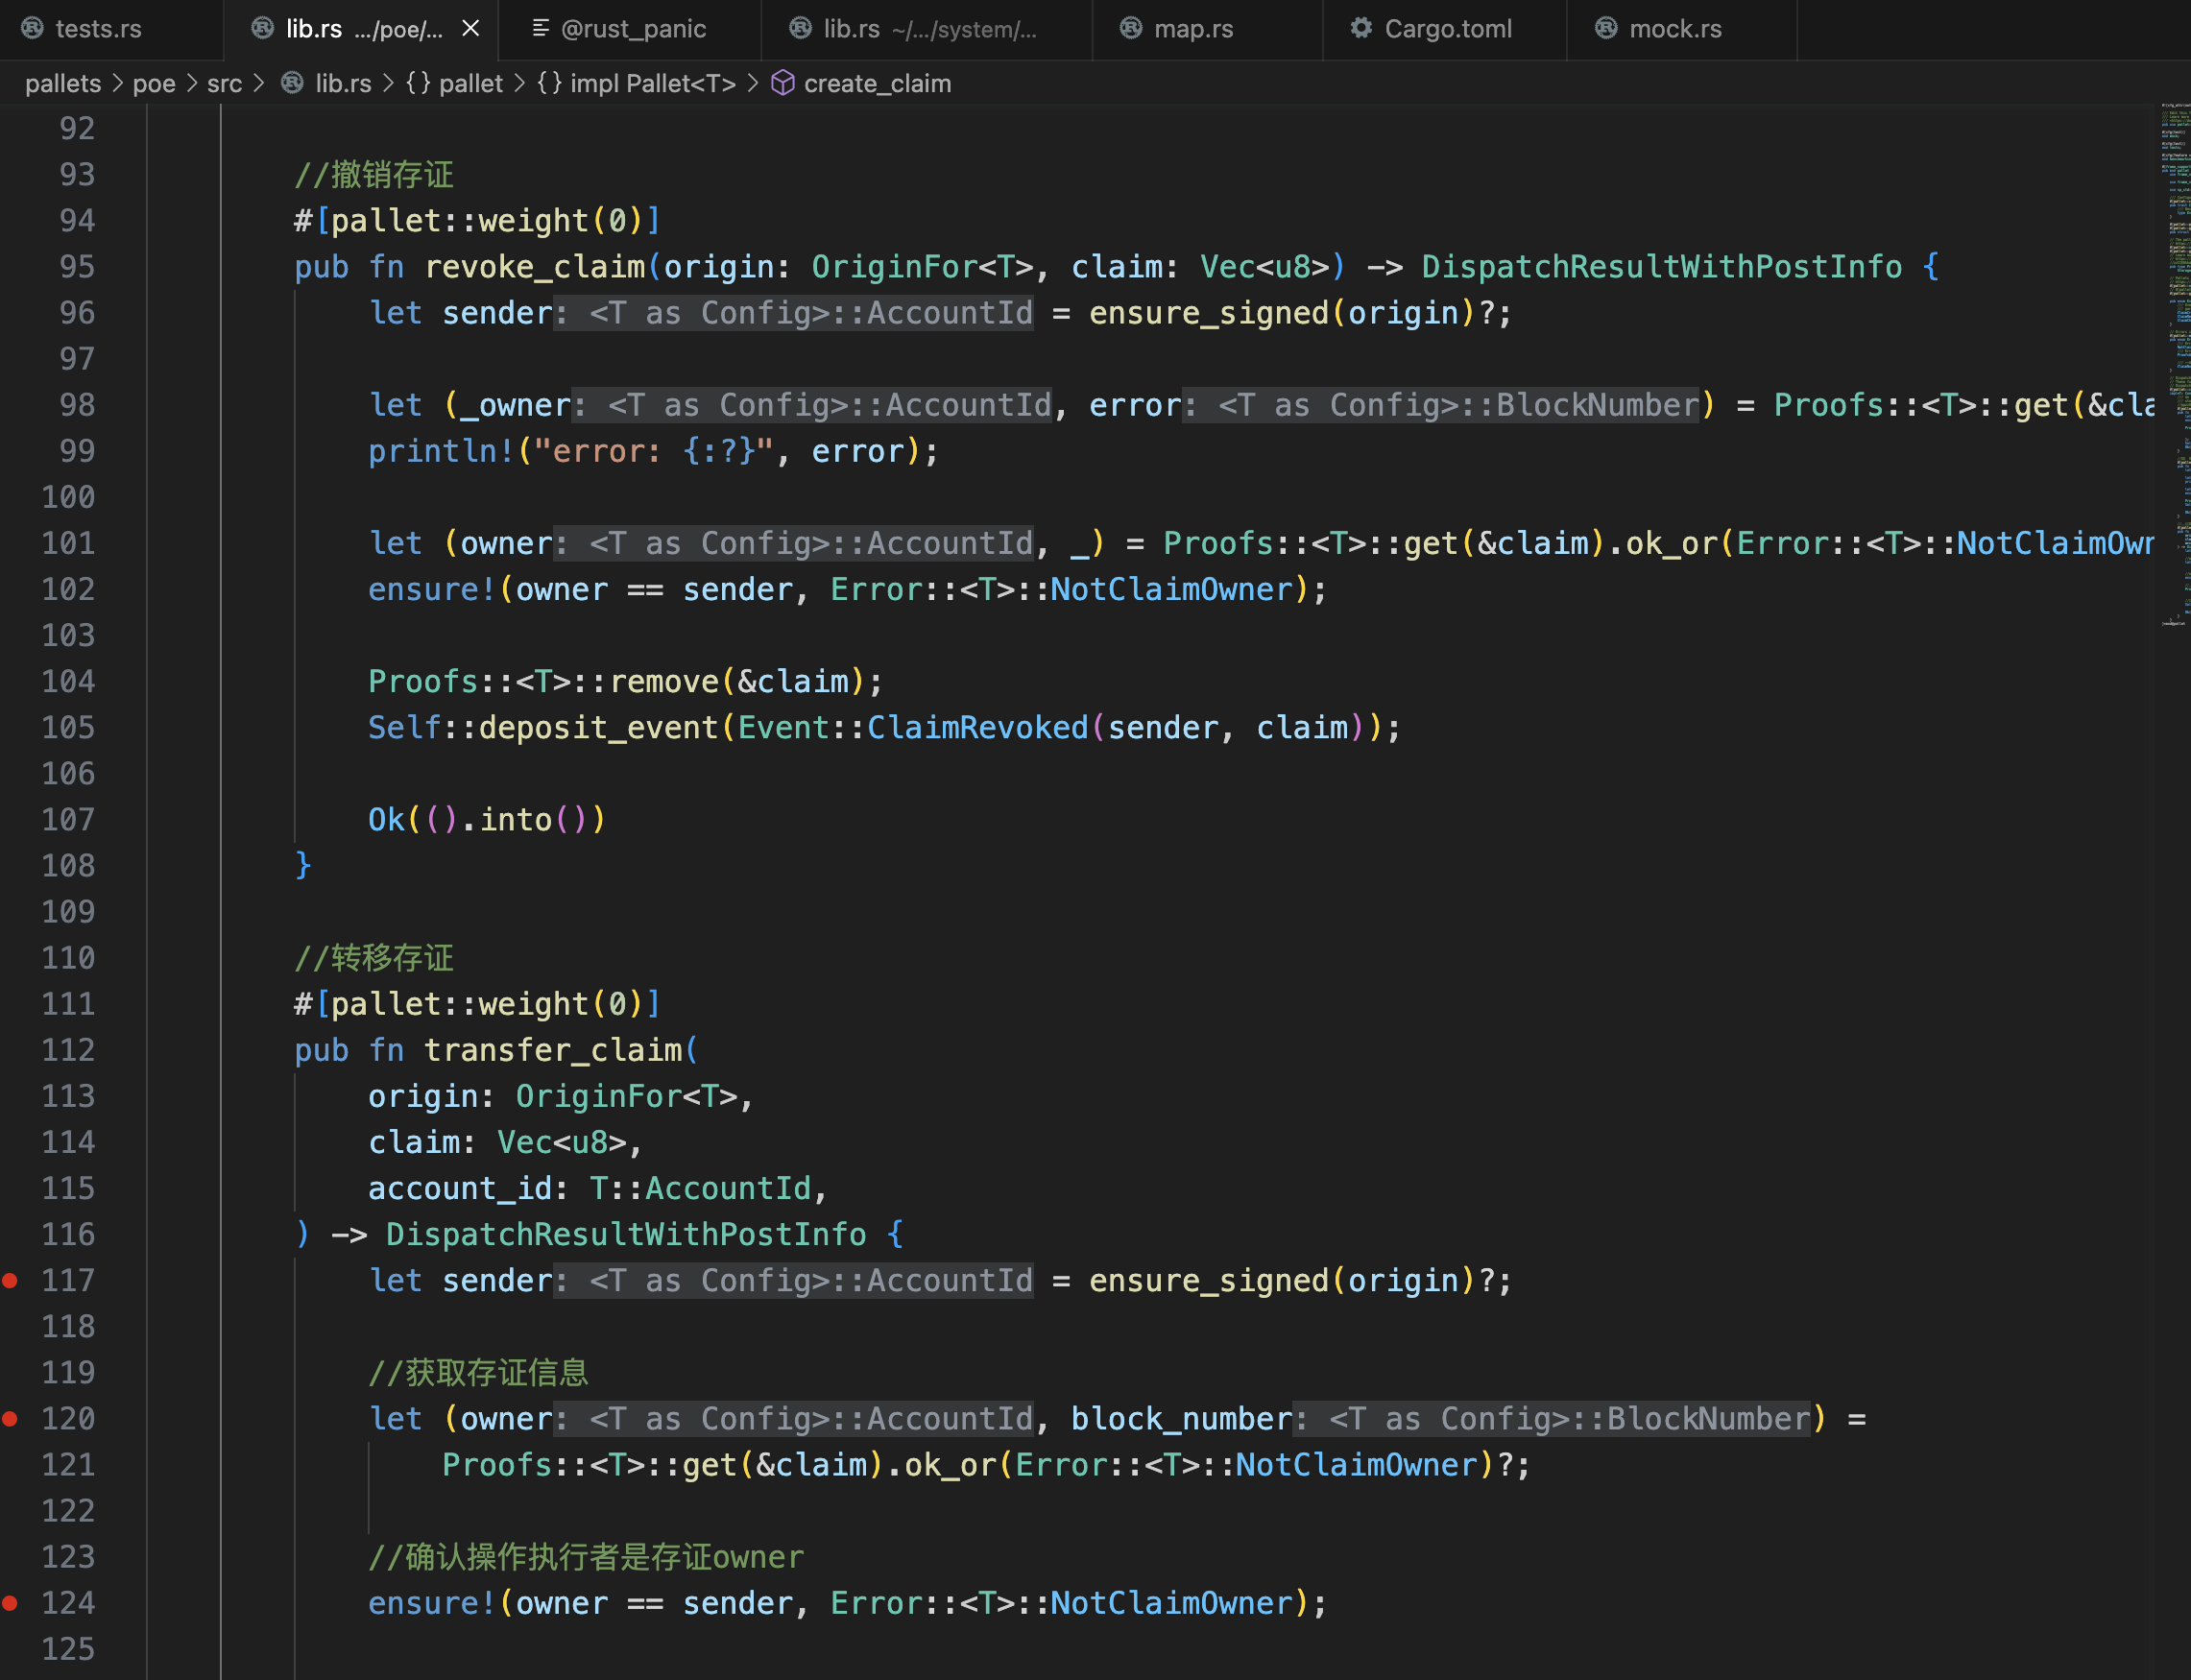 tests.rs
lib.rs .../poe/...
@rust_panic
lib.rs ~/.../system/...
map.rs
Cargo.toml
mock.rs
pallets > poe > src > lib.rs > {} pallet > {} impl Pallet<T> > create_claim
92
93 //撤销存证
94 #[pallet::weight(0)]
95 pub fn revoke_claim(origin: OriginFor<T>, claim: Vec<u8>) -> DispatchResultWithPostInfo {
96 let sender: <T as Config>::AccountId = ensure_signed(origin)?;
97
98 let (_owner: <T as Config>::AccountId, error: <T as Config>::BlockNumber) = Proofs::<T>::get(&cla
99 println!("error: {:?}", error);
100
101 let (owner: <T as Config>::AccountId, _) = Proofs::<T>::get(&claim).ok_or(Error::<T>::NotClaimOwn
102 ensure!(owner == sender, Error::<T>::NotClaimOwner);
103
104 Proofs::<T>::remove(&claim);
105 Self::deposit_event(Event::ClaimRevoked(sender, claim));
106
107 Ok(().into())
108 }
109
110 //转移存证
111 #[pallet::weight(0)]
112 pub fn transfer_claim(
113 origin: OriginFor<T>,
114 claim: Vec<u8>,
115 account_id: T::AccountId,
116 ) -> DispatchResultWithPostInfo {
117 let sender: <T as Config>::AccountId = ensure_signed(origin)?;
118
119 //获取存证信息
120 let (owner: <T as Config>::AccountId, block_number: <T as Config>::BlockNumber) =
121 Proofs::<T>::get(&claim).ok_or(Error::<T>::NotClaimOwner)?;
122
123 //确认操作执行者是存证owner
124 ensure!(owner == sender, Error::<T>::NotClaimOwner);
125